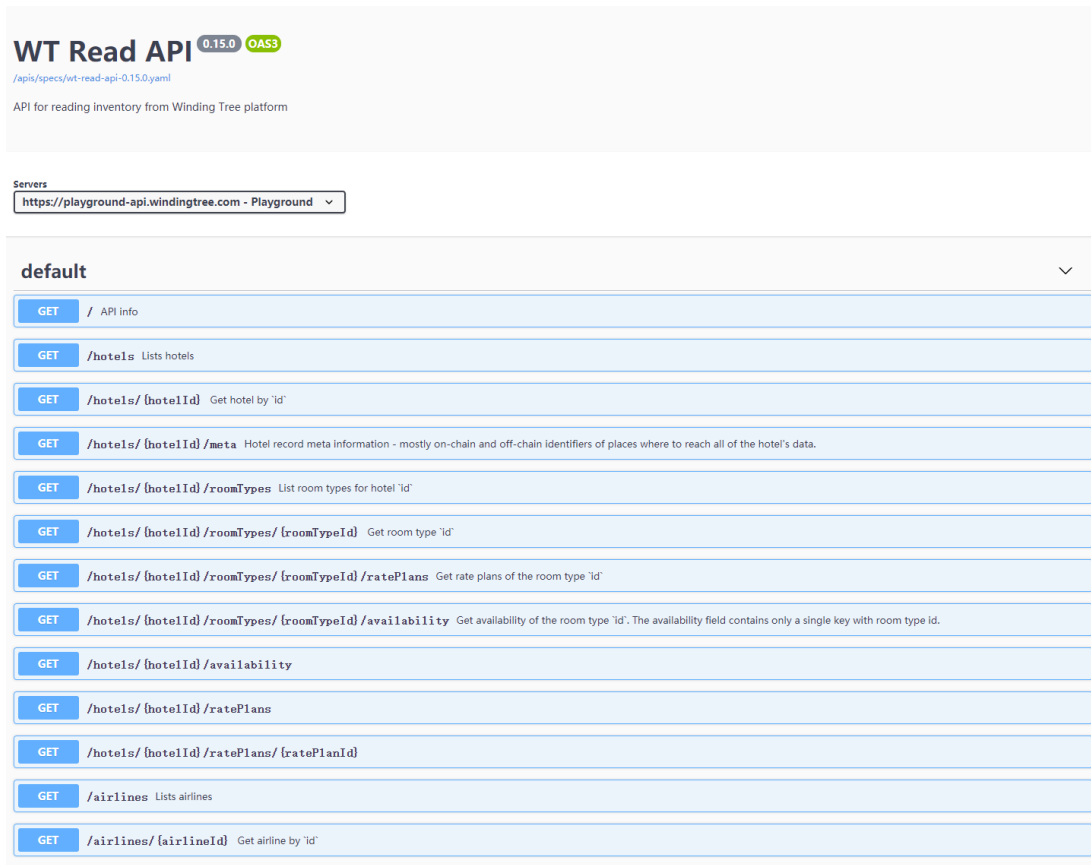 WT Read API 0.15.0 OAS3
/apis/specs/wt-read-api-0.15.0.yaml
API for reading inventory from Winding Tree platform
Servers
https://playground-api.windingtree.com - Playground
default
GET / API info
GET /hotels Lists hotels
GET /hotels/{hotelId} Get hotel by `id`
GET /hotels/{hotelId}/meta Hotel record meta information - mostly on-chain and off-chain identifiers of places where to reach all of the hotel's data.
GET /hotels/{hotelId}/roomTypes List room types for hotel `id`
GET /hotels/{hotelId}/roomTypes/{roomTypeId} Get room type `id`
GET /hotels/{hotelId}/roomTypes/{roomTypeId}/ratePlans Get rate plans of the room type `id`
GET /hotels/{hotelId}/roomTypes/{roomTypeId}/availability Get availability of the room type `id`. The availability field contains only a single key with room type id.
GET /hotels/{hotelId}/availability
GET /hotels/{hotelId}/ratePlans
GET /hotels/{hotelId}/ratePlans/{ratePlanId}
GET /airlines Lists airlines
GET /airlines/{airlineId} Get airline by `id`